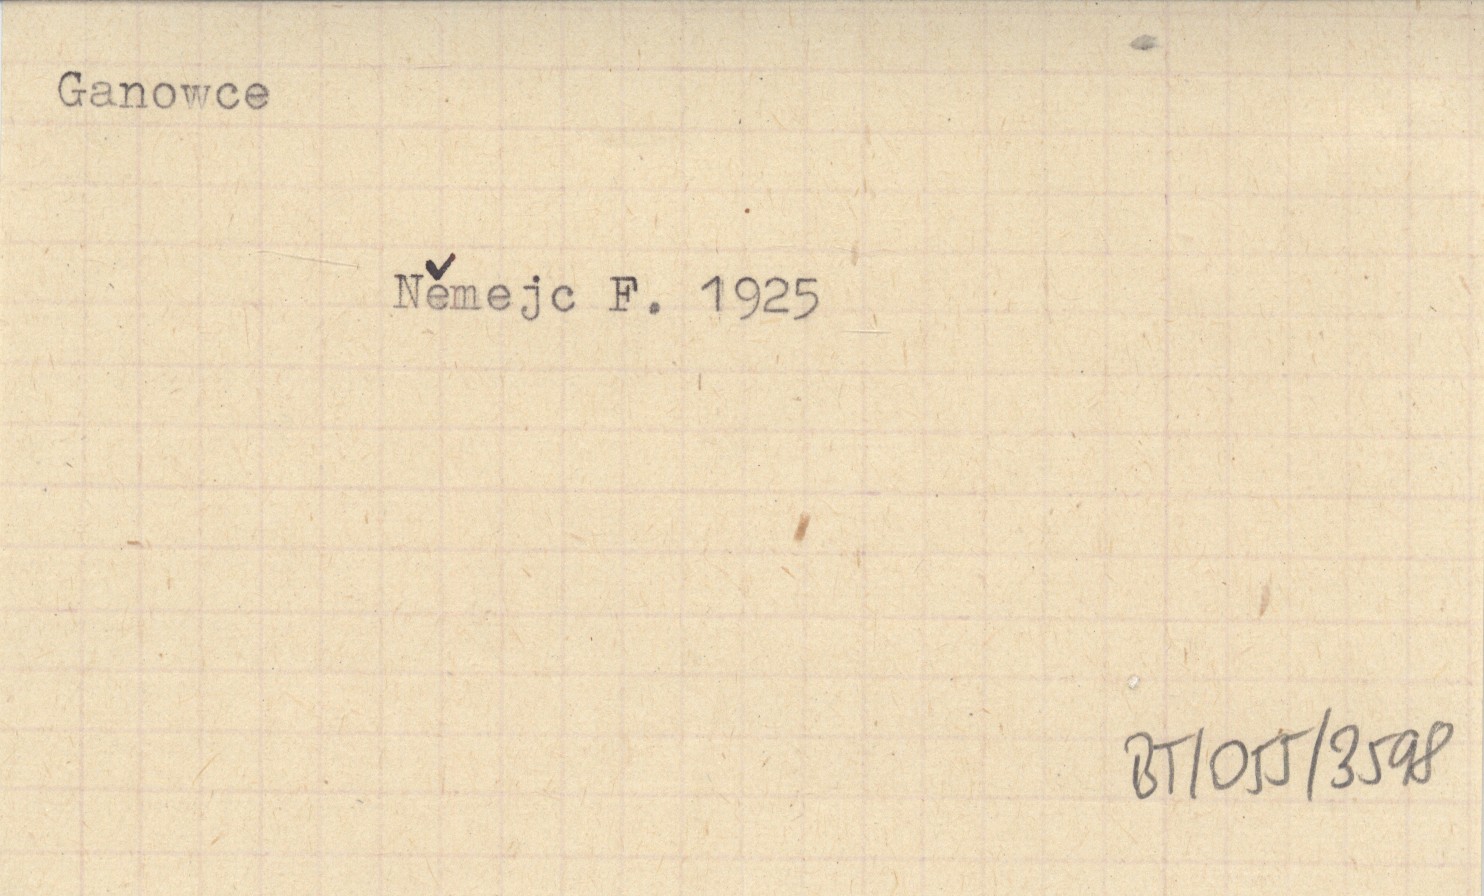 Ganowce
Němejc F. 1925
BT/055/3598